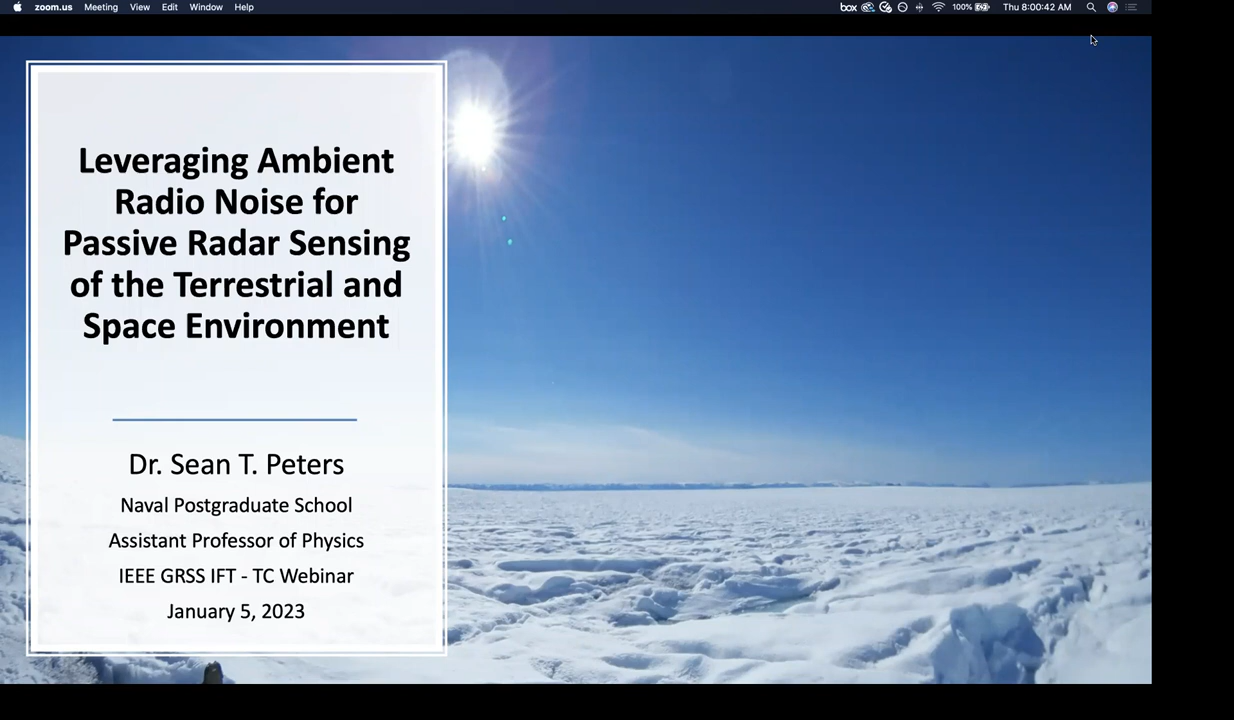 zoom.us Meeting View Edit Window Help box 100% Thu 8:00:42 AM
Leveraging Ambient
Radio Noise for
Passive Radar Sensing
of the Terrestrial and
Space Environment
Dr. Sean T. Peters
Naval Postgraduate School
Assistant Professor of Physics
IEEE GRSS IFT - TC Webinar
January 5, 2023